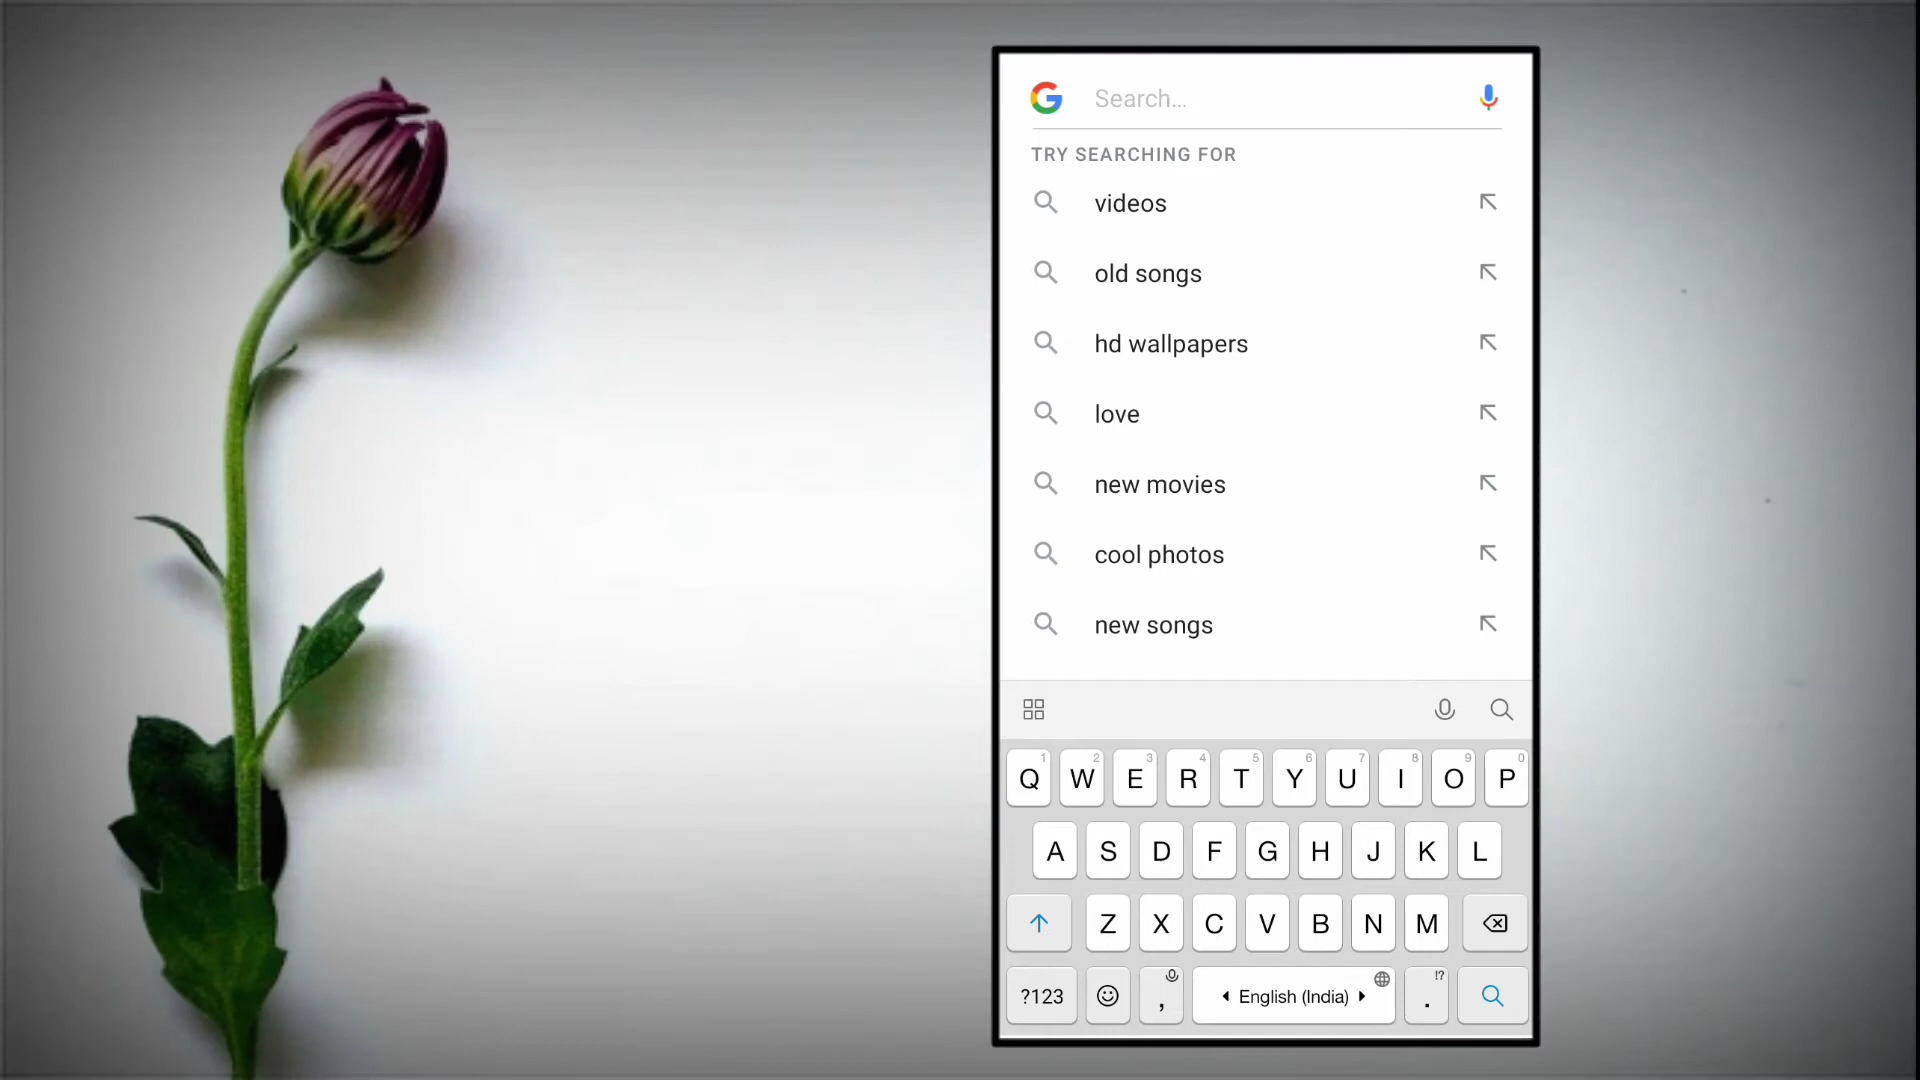 Search...
TRY SEARCHING FOR
videos
old songs
hd wallpapers
love
new movies
cool photos
new songs
1 2 3 4 5 6 7 8 9 0
Q W E R T Y U I O P
A S D F G H J K L
Z X C V B N M
!?
?123 , English (India) .